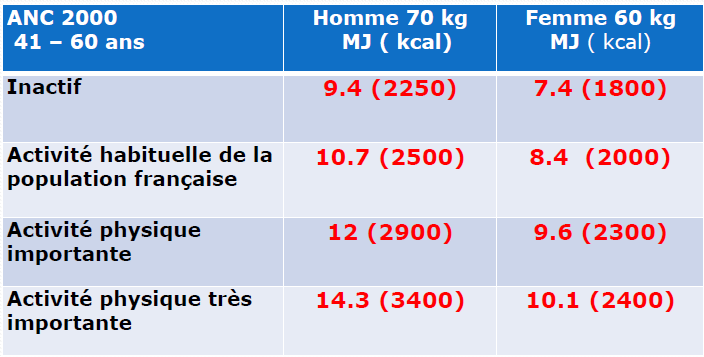 ANC 2000
41 – 60 ans
Homme 70 kg
MJ ( kcal)
Femme 60 kg
MJ ( kcal)
Inactif
9.4 (2250)
7.4 (1800)
Activité habituelle de la
population française
10.7 (2500)
8.4 (2000)
Activité physique
importante
12 (2900)
9.6 (2300)
Activité physique très
importante
14.3 (3400)
10.1 (2400)